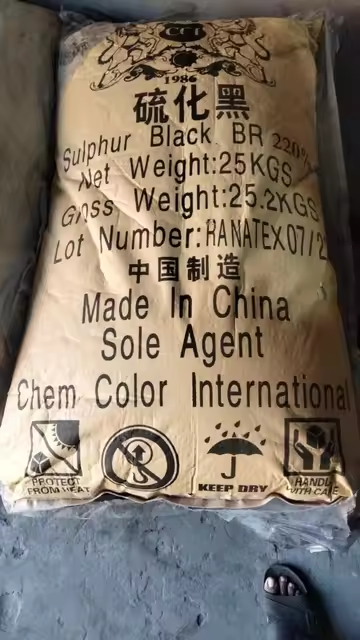 CCI
1986
硫化黑
Sulphur Black BR 220%
Net Weight:25KGS
Gross Weight:25.2KGS
Lot Number:RANATEX07/2
中国制造
Made In China
Sole Agent
Chem Color International
PROTECT
FROM HEAT
KEEP DRY
HANDLE
WITH CARE